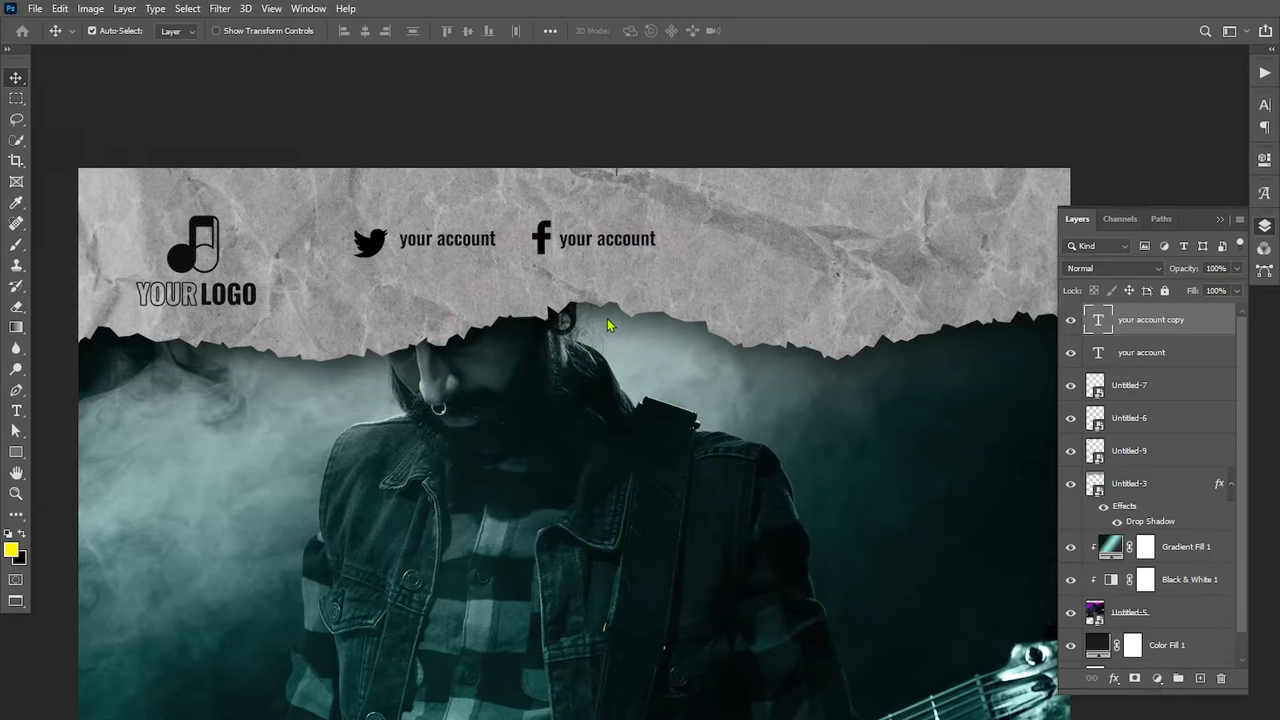 Ps File Edit Image Layer Type Select Filter 3D View Window Help
Auto-Select: Layer Show Transform Controls 3D Mode:
your account your account
YOUR LOGO
Layers Channels Paths
Kind
Normal Opacity: 100%
Lock: Fill: 100%
your account copy
your account
Untitled-7
Untitled-6
Untitled-9
Untitled-3 fx
Effects
Drop Shadow
Gradient Fill 1
Black & White 1
Untitled-5
Color Fill 1
fx